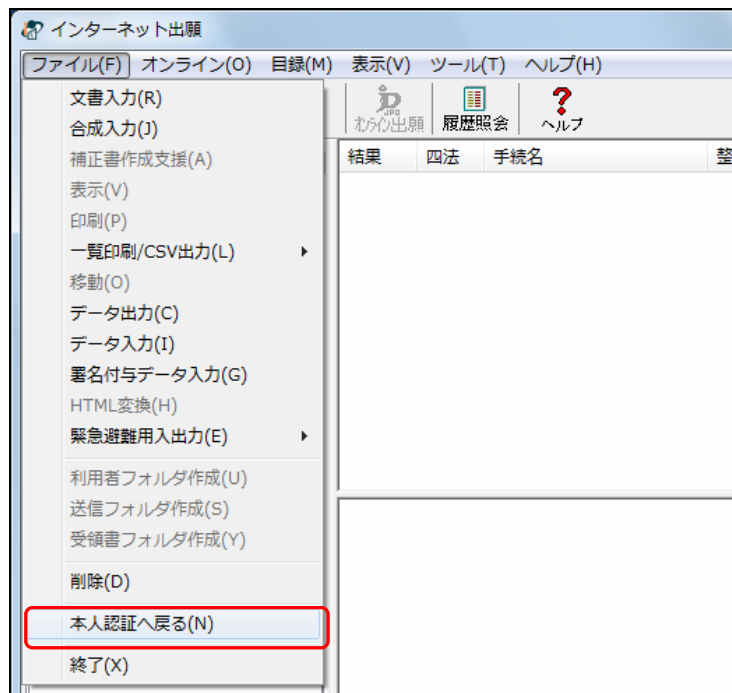 インターネット出願
ファイル(F) オンライン(O) 目録(M) 表示(V) ツール(T) ヘルプ(H)
文書入力(R)
合成入力(J)
補正書作成支援(A)
表示(V)
印刷(P)
一覧印刷/CSV出力(L)
移動(O)
データ出力(C)
データ入力(I)
署名付与データ入力(G)
HTML変換(H)
緊急避難用入出力(E)
利用者フォルダ作成(U)
送信フォルダ作成(S)
受領書フォルダ作成(Y)
削除(D)
本人認証へ戻る(N)
終了(X)
JPO
オンライン出願 履歴照会 ヘルプ
結果 四法 手続名 整